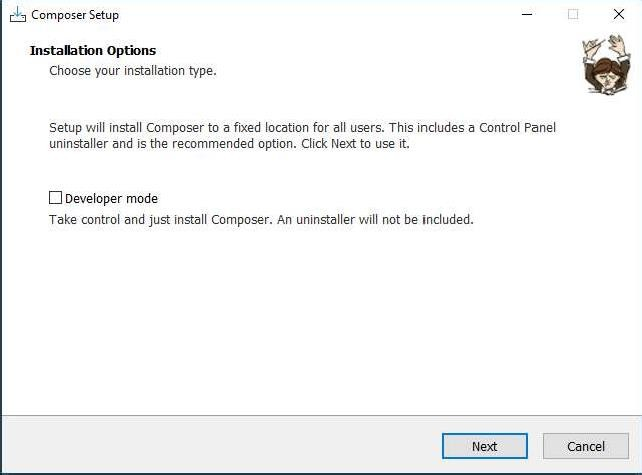 Composer Setup
Installation Options
Choose your installation type.
Setup will install Composer to a fixed location for all users. This includes a Control Panel
uninstaller and is the recommended option. Click Next to use it.
Developer mode
Take control and just install Composer. An uninstaller will not be included.
Next
Cancel